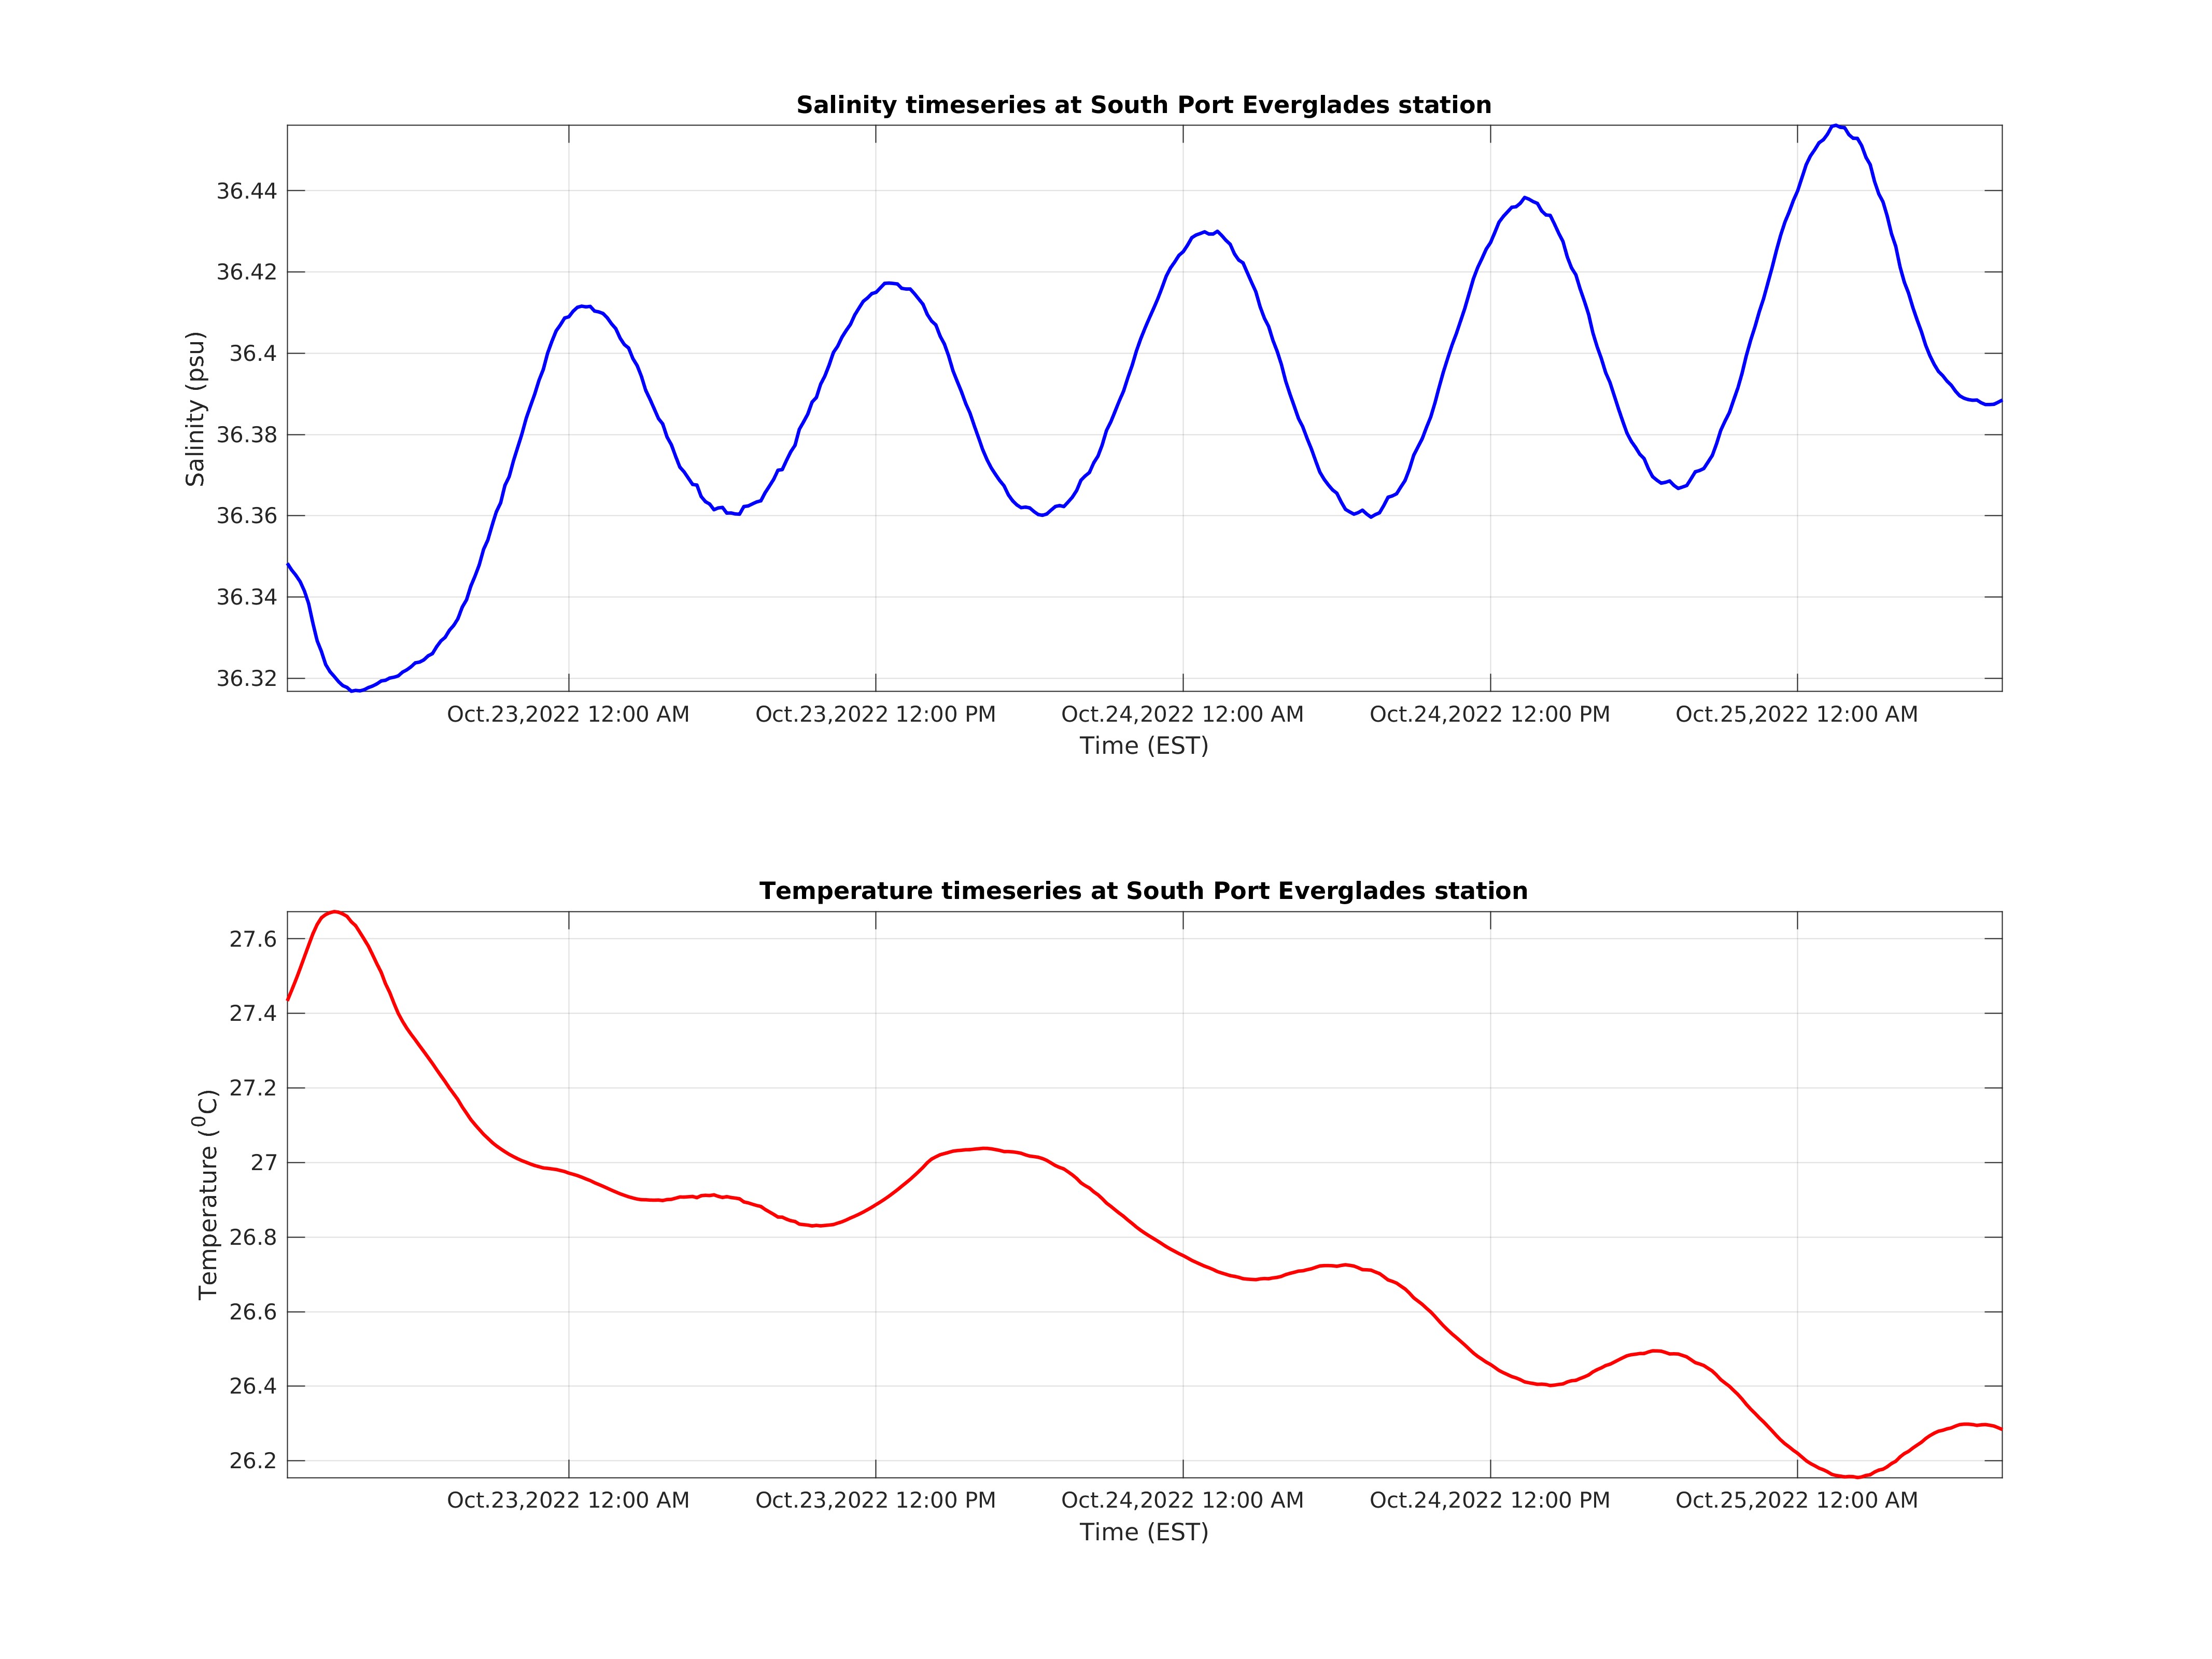 Salinity timeseries at South Port Everglades station
36.44
36.42
36.4
36.38
36.36
36.34
36.32
Salinity (psu)
Oct.23,2022 12:00 AM
Oct.23,2022 12:00 PM
Oct.24,2022 12:00 AM
Oct.24,2022 12:00 PM
Oct.25,2022 12:00 AM
Time (EST)
Temperature timeseries at South Port Everglades station
27.6
27.4
27.2
27
26.8
26.6
26.4
26.2
Temperature (⁰C)
Oct.23,2022 12:00 AM
Oct.23,2022 12:00 PM
Oct.24,2022 12:00 AM
Oct.24,2022 12:00 PM
Oct.25,2022 12:00 AM
Time (EST)